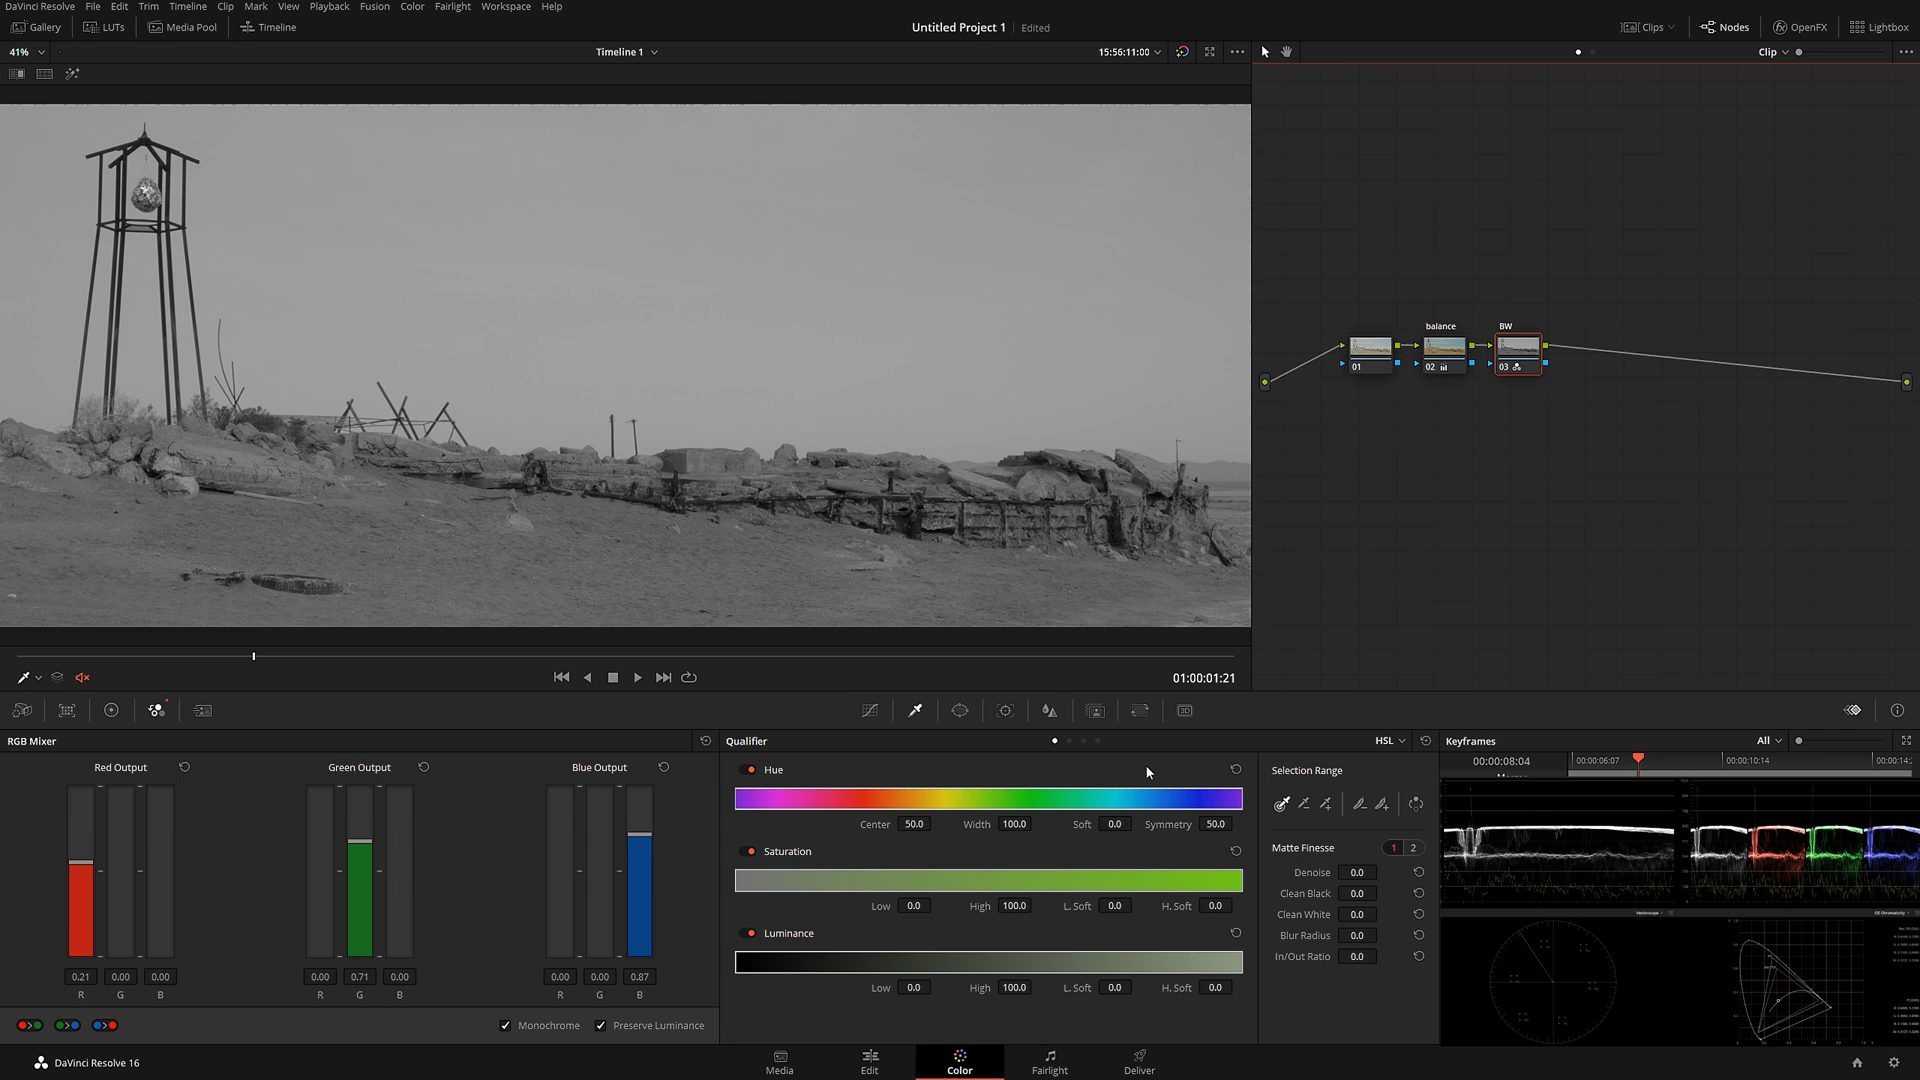 DaVinci Resolve File Edit Trim Timeline Clip Mark View Playback Fusion Color Fairlight Workspace Help
Gallery LUTs Media Pool Timeline Untitled Project 1 Edited Clips Nodes OpenFX Lightbox
41% Timeline 1 15:56:11:00 Clip
balance BW
01 02 03
01:00:01:21
RGB Mixer Qualifier HSL Keyframes All
Red Output Green Output Blue Output Hue Selection Range 00:00:08:04 00:00:06:07 00:00:10:14
Center 50.0 Width 100.0 Soft 0.0 Symmetry 50.0
Saturation Matte Finesse 1 2
Denoise 0.0
Clean Black 0.0
Low 0.0 High 100.0 L. Soft 0.0 H. Soft 0.0
Clean White 0.0
Luminance Blur Radius 0.0
In/Out Ratio 0.0
0.21 0.00 0.00 0.00 0.71 0.00 0.00 0.00 0.87
Low 0.0 High 100.0 L. Soft 0.0 H. Soft 0.0
R G B R G B R G B
Monochrome Preserve Luminance
DaVinci Resolve 16 Media Edit Color Fairlight Deliver